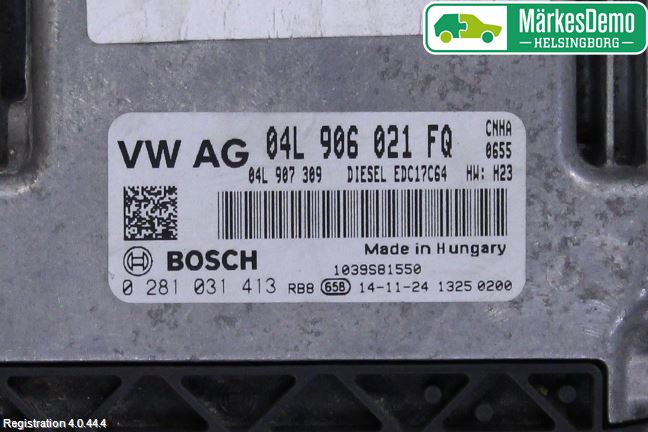 MärkesDemo
HELSINGBORG
VW AG 04L 906 021 FQ CNHA
0655
04L 907 309 DIESEL EDC17C64 HW: H23
Made in Hungary
BOSCH 1039S81550
0 281 031 413 RB8 658 14-11-24 1325 0200
Registration 4.0.44.4